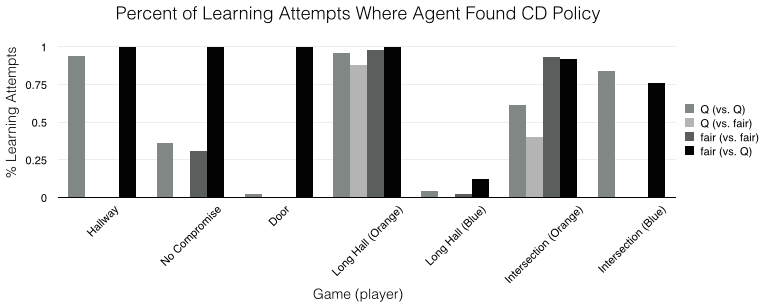 Percent of Learning Attempts Where Agent Found CD Policy
% Learning Attempts
1
0.75
0.5
0.25
0
Hallway
No Compromise
Door
Long Hall (Orange)
Long Hall (Blue)
Intersection (Orange)
Intersection (Blue)
Game (player)
Q (vs. Q)
Q (vs. fair)
fair (vs. fair)
fair (vs. Q)